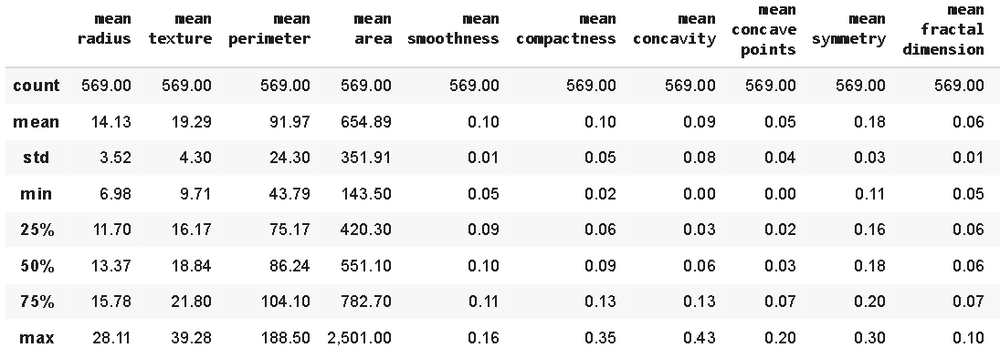 mean radius mean texture mean perimeter mean area mean smoothness mean compactness mean concavity mean concave points mean symmetry mean fractal dimension
count 569.00 569.00 569.00 569.00 569.00 569.00 569.00 569.00 569.00 569.00
mean 14.13 19.29 91.97 654.89 0.10 0.10 0.09 0.05 0.18 0.06
std 3.52 4.30 24.30 351.91 0.01 0.05 0.08 0.04 0.03 0.01
min 6.98 9.71 43.79 143.50 0.05 0.02 0.00 0.00 0.11 0.05
25% 11.70 16.17 75.17 420.30 0.09 0.06 0.03 0.02 0.16 0.06
50% 13.37 18.84 86.24 551.10 0.10 0.09 0.06 0.03 0.18 0.06
75% 15.78 21.80 104.10 782.70 0.11 0.13 0.13 0.07 0.20 0.07
max 28.11 39.28 188.50 2,501.00 0.16 0.35 0.43 0.20 0.30 0.10